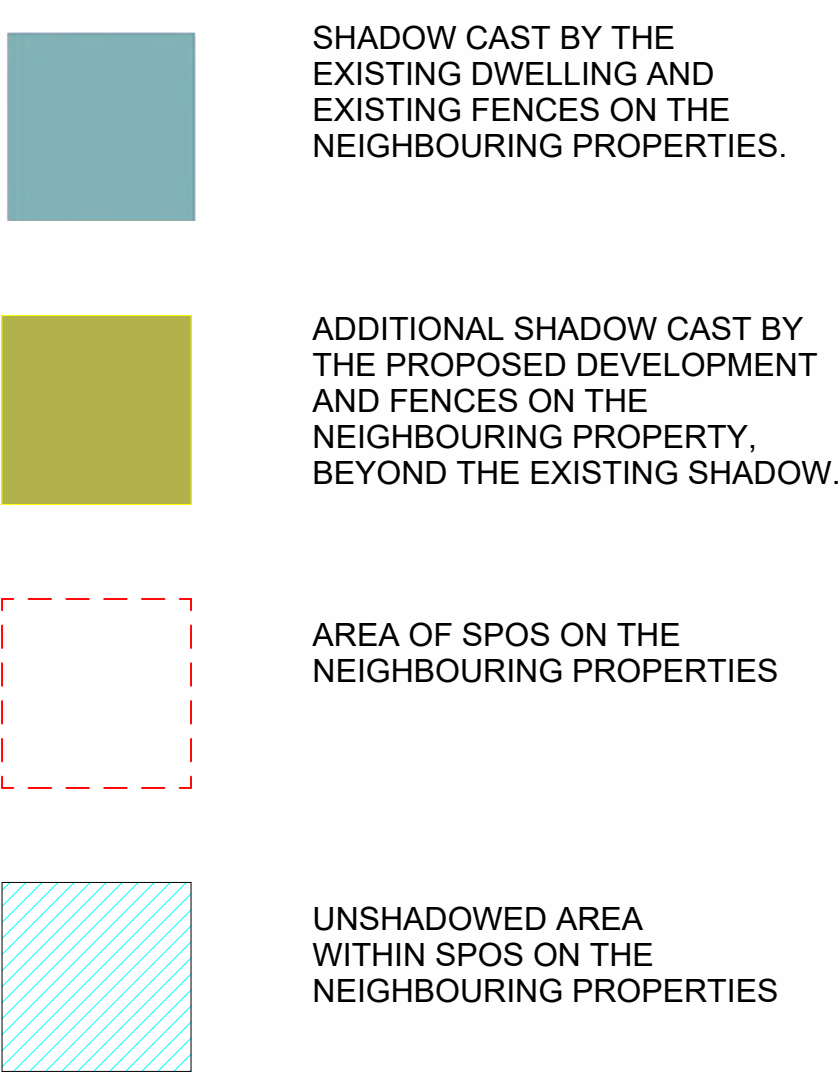 SHADOW CAST BY THE
EXISTING DWELLING AND
EXISTING FENCES ON THE
NEIGHBOURING PROPERTIES.
ADDITIONAL SHADOW CAST BY
THE PROPOSED DEVELOPMENT
AND FENCES ON THE
NEIGHBOURING PROPERTY,
BEYOND THE EXISTING SHADOW.
AREA OF SPOS ON THE
NEIGHBOURING PROPERTIES
UNSHADOWED AREA
WITHIN SPOS ON THE
NEIGHBOURING PROPERTIES